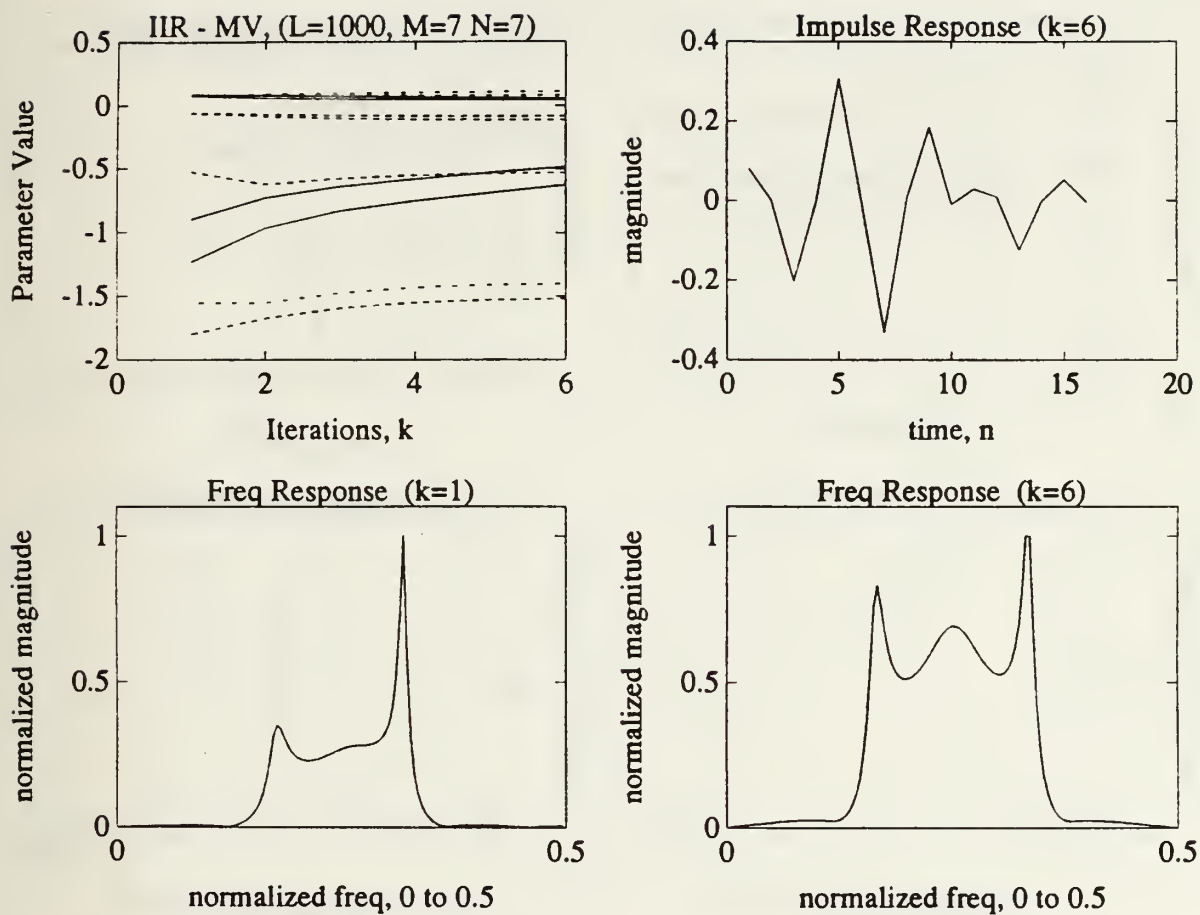 IIR - MV, (L=1000, M=7 N=7)
0.5
0
-0.5
-1
-1.5
-2
Parameter Value
0
2
4
6
Iterations, k
Impulse Response (k=6)
0.4
0.2
0
-0.2
-0.4
magnitude
0
5
10
15
20
time, n
Freq Response (k=1)
1
0.5
0
normalized magnitude
0
0.5
normalized freq, 0 to 0.5
Freq Response (k=6)
1
0.5
0
normalized magnitude
0
0.5
normalized freq, 0 to 0.5